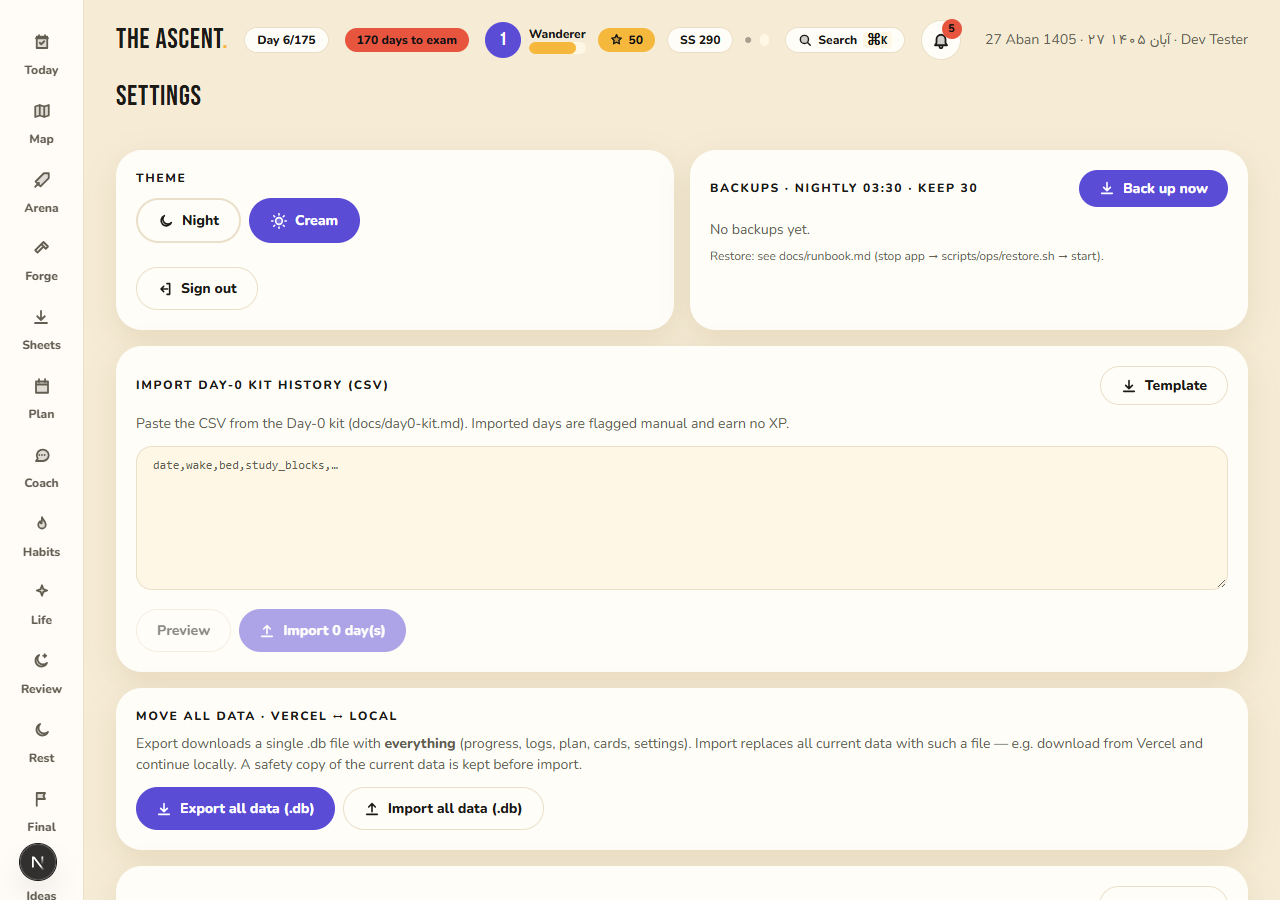 THE ASCENT.
Day 6/175
170 days to exam
1
Wanderer
50
SS 290
Search ⌘K
5
27 Aban 1405 · ۲۷ آبان ۱۴۰۵ · Dev Tester
Today
Map
Arena
Forge
Sheets
Plan
Coach
Habits
Life
Review
Rest
Final
N
Ideas
SETTINGS
THEME
Night
Cream
Sign out
BACKUPS · NIGHTLY 03:30 · KEEP 30
Back up now
No backups yet.
Restore: see docs/runbook.md (stop app → scripts/ops/restore.sh → start).
IMPORT DAY-0 KIT HISTORY (CSV)
Template
Paste the CSV from the Day-0 kit (docs/day0-kit.md). Imported days are flagged manual and earn no XP.
date,wake,bed,study_blocks,…
Preview
Import 0 day(s)
MOVE ALL DATA · VERCEL ↔ LOCAL
Export downloads a single .db file with everything (progress, logs, plan, cards, settings). Import replaces all current data with such a file — e.g. download from Vercel and
continue locally. A safety copy of the current data is kept before import.
Export all data (.db)
Import all data (.db)